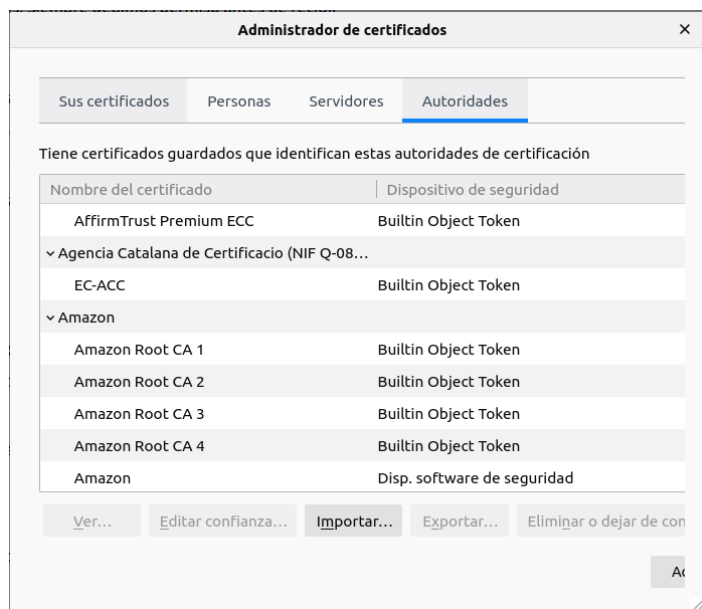 Administrador de certificados
Sus certificados Personas Servidores Autoridades
Tiene certificados guardados que identifican estas autoridades de certificación
Nombre del certificado Dispositivo de seguridad
AffirmTrust Premium ECC Builtin Object Token
Agencia Catalana de Certificacio (NIF Q-08...
EC-ACC Builtin Object Token
Amazon
Amazon Root CA 1 Builtin Object Token
Amazon Root CA 2 Builtin Object Token
Amazon Root CA 3 Builtin Object Token
Amazon Root CA 4 Builtin Object Token
Amazon Disp. software de seguridad
Ver... Editar confianza... Importar... Exportar... Eliminar o dejar de con